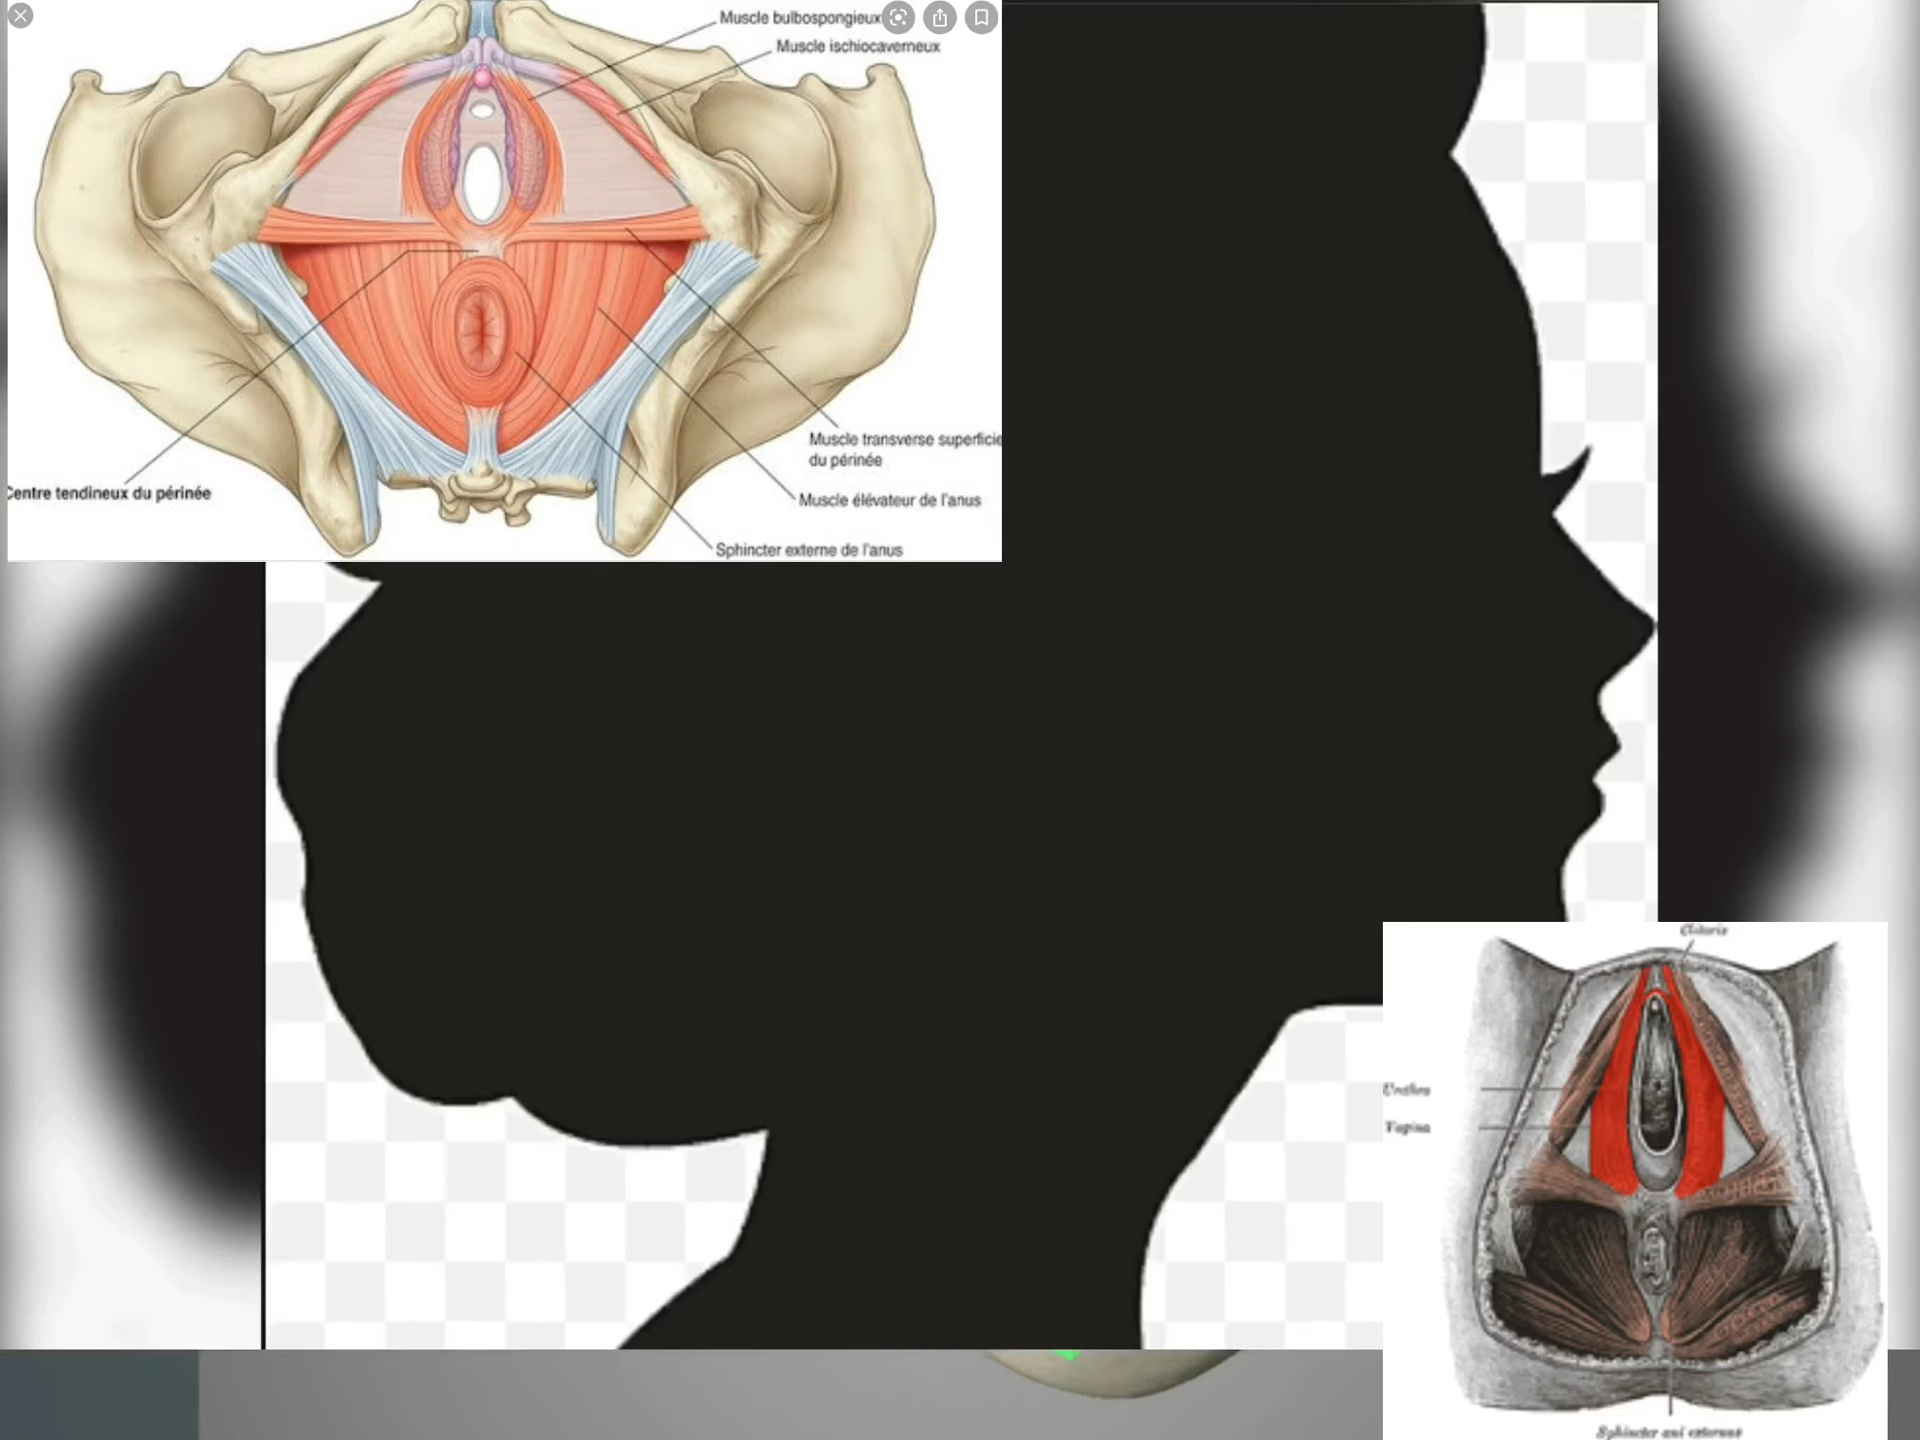 Muscle bulbospongieux
Muscle ischiocaverneux
Muscle transverse superficie
du périnée
Centre tendineux du périnée
Muscle élévateur de l'anus
Sphincter externe de l'anus
Clitoris
Urethra
Vagina
Sphincter ani externus